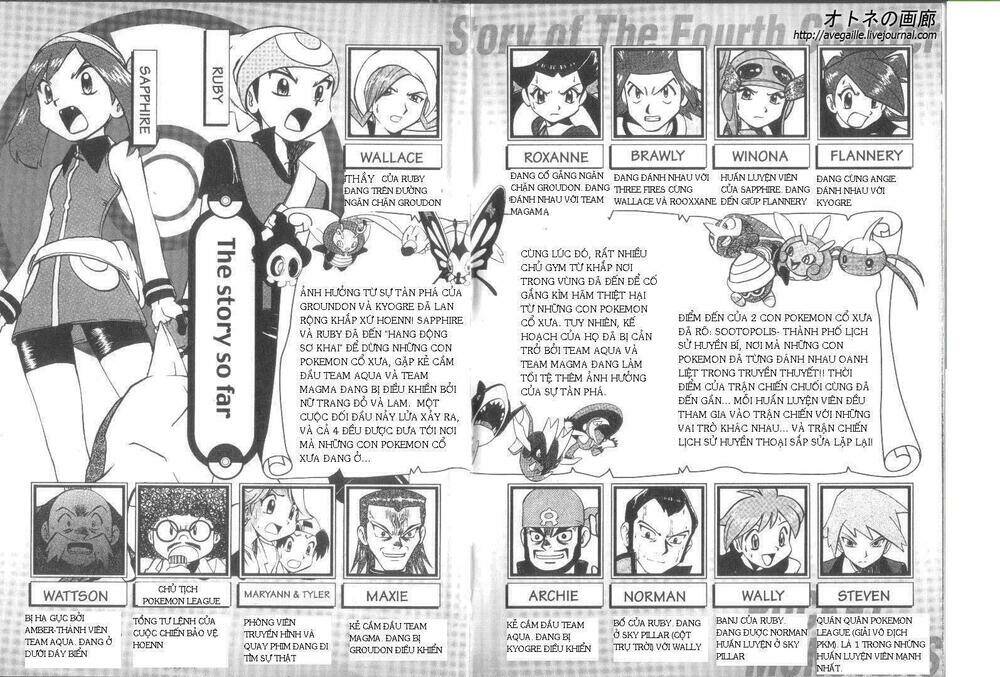 Story of The Fourth Chapter
オトネの画廊
http://avegaille.livejournal.com
SAPPHIRE
RUBY
The story so far
WALLACE
THẦY CỦA RUBY
ĐANG TRÊN ĐƯỜNG
NGĂN CHẶN GROUDON
ROXANNE
ĐANG CỐ GẮNG NGĂN
CHẶN GROUDON. ĐANG
ĐÁNH NHAU VỚI TEAM
MAGAMA
BRAWLY
ĐANG ĐÁNH NHAU VỚI
THREE FIRES CÙNG
WALLACE VÀ ROOXXANE
WINONA
HUẤN LUYỆN VIÊN
CỦA SAPPHIRE. ĐANG
ĐẾN GIÚP FLANNERY
FLANNERY
ĐANG CÙNG ANGIE
ĐÁNH NHAU VỚI
KYOGRE
ẢNH HƯỞNG TỪ SỰ TÀN PHÁ CỦA
GROUNDON VÀ KYOGRE ĐÃ LAN
RỘNG KHẮP XỨ HOENN! SAPPHIRE
VÀ RUBY ĐÃ ĐẾN "HANG ĐỘNG
SƠ KHAI" ĐỂ DỪNG NHỮNG CON
POKEMON CỔ XƯA, GẶP KẺ CẦM
ĐẦU TEAM AQUA VÀ TEAM
MAGMA ĐANG BỊ ĐIỀU KHIỂN BỞI
NỮ TRANG ĐỎ VÀ LAM. MỘT
CUỘC ĐỐI ĐẦU NẢY LỬA XẢY RA,
VÀ CẢ 4 ĐỀU ĐƯỢC ĐƯA TỚI NƠI
MÀ NHỮNG CON POKEMON CỔ
XƯA ĐANG Ở...
CÙNG LÚC ĐÓ, RẤT NHIỀU
CHỦ GYM TỪ KHẮP NƠI
TRONG VÙNG ĐÃ ĐẾN ĐỂ CỐ
GẮNG KÌM HÃM THIỆT HẠI
TỪ NHỮNG CON POKEMON
CỔ XƯA. TUY NHIÊN, KẾ
HOẠCH CỦA HỌ ĐÃ BỊ CẢN
TRỞ BỞI TEAM AQUA VÀ
TEAM MAGMA ĐANG LÀM
TỒI TỆ THÊM ẢNH HƯỞNG
CỦA SỰ TÀN PHÁ.
ĐIỂM ĐẾN CỦA 2 CON POKEMON CỔ XƯA
ĐÃ RÕ: SOOTOPOLIS- THÀNH PHỐ LỊCH
SỬ HUYỀN BÍ, NƠI MÀ NHỮNG CON
POKEMON ĐÃ TỪNG ĐÁNH NHAU OANH
LIỆT TRONG TRUYỀN THUYẾT!! THỜI
ĐIỂM CỦA TRẬN CHIẾN CHUỐI CÙNG ĐÃ
ĐẾN GẦN... MỖI HUẤN LUYỆN VIÊN ĐỀU
THAM GIA VÀO TRẬN CHIẾN VỚI NHỮNG
VAI TRÒ KHÁC NHAU... VÀ TRẬN CHIẾN
LỊCH SỬ HUYỀN THOẠI SẮP SỬA LẶP LẠI!
WATTSON
BỊ HẠ GỤC BỞI
AMBER-THÀNH VIÊN
TEAM AQUA. ĐANG Ở
DƯỚI ĐÁY BIỂN
CHỦ TỊCH
POKEMON LEAGUE
TỔNG TƯ LỆNH CỦA
CUỘC CHIẾN BẢO VỆ
HOENN
MARYANN & TYLER
PHÒNG VIÊN
TRUYỀN HÌNH VÀ
QUAY PHIM ĐANG ĐI
TÌM SỰ THẬT
MAXIE
KẺ CẦM ĐẦU TEAM
MAGMA. ĐANG BỊ
GROUDON ĐIỀU KHIỂN
ARCHIE
KẺ CẦM ĐẦU TEAM
AQUA. ĐANG BỊ
KYOGRE ĐIỀU KHIỂN
NORMAN
BỐ CỦA RUBY. ĐANG
Ở SKY PILLAR (CỘT
TRỤ TRỜI) VỚI WALLY
WALLY
BANJ CỦA RUBY.
ĐANG ĐƯỢC NORMAN
HUẤN LUYỆN Ở SKY
PILLAR
STEVEN
QUÁN QUÂN POKEMON
LEAGUE (GIẢI VÔ ĐỊCH
PKM). LÀ 1 TRONG NHỮNG
HUẤN LUYỆN VIÊN MẠNH
NHẤT.